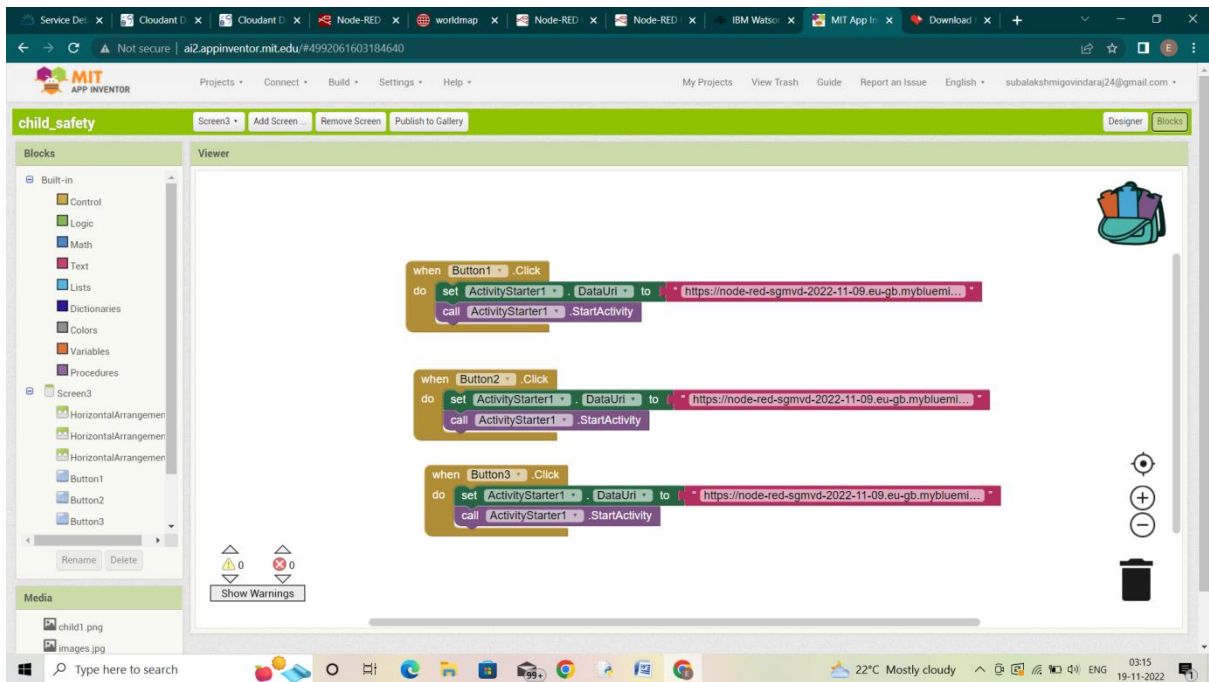 Service Det
Cloudant D
Cloudant D
Node-RED
worldmap
Node-RED
Node-RED
IBM Watson
MIT App In
Download
Not secure | ai2.appinventor.mit.edu/#4992061603184640
MIT
APP INVENTOR
Projects Connect Build Settings Help My Projects View Trash Guide Report an Issue English subalakshmigovindaraj24@gmail.com
child_safety Screen3 Add Screen ... Remove Screen Publish to Gallery Designer Blocks
Blocks
Viewer
Built-in
Control
Logic
Math
Text
Lists
Dictionaries
Colors
Variables
Procedures
Screen3
HorizontalArrangemen
HorizontalArrangemen
HorizontalArrangemen
Button1
Button2
Button3
Rename Delete
Media
child1.png
images.jpg
when Button1 .Click
do set ActivityStarter1 . DataUri to " https://node-red-sgmvd-2022-11-09.eu-gb.mybluemi... "
call ActivityStarter1 .StartActivity
when Button2 .Click
do set ActivityStarter1 . DataUri to " https://node-red-sgmvd-2022-11-09.eu-gb.mybluemi... "
call ActivityStarter1 .StartActivity
when Button3 .Click
do set ActivityStarter1 . DataUri to " https://node-red-sgmvd-2022-11-09.eu-gb.mybluemi... "
call ActivityStarter1 .StartActivity
0 0
Show Warnings
Type here to search
99+
22°C Mostly cloudy
ENG
03:15
19-11-2022
1